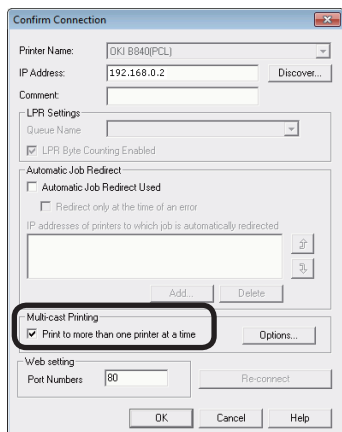 Confirm Connection
Printer Name: OKI B840(PCL)
IP Address: 192.168.0.2 Discover...
Comment:
LPR Settings
Queue Name
LPR Byte Counting Enabled
Automatic Job Redirect
Automatic Job Redirect Used
Redirect only at the time of an error
IP addresses of printers to which job is automatically redirected
Add... Delete
Multi-cast Printing
Print to more than one printer at a time Options...
Web setting
Port Numbers 80 Re-connect
OK Cancel Help